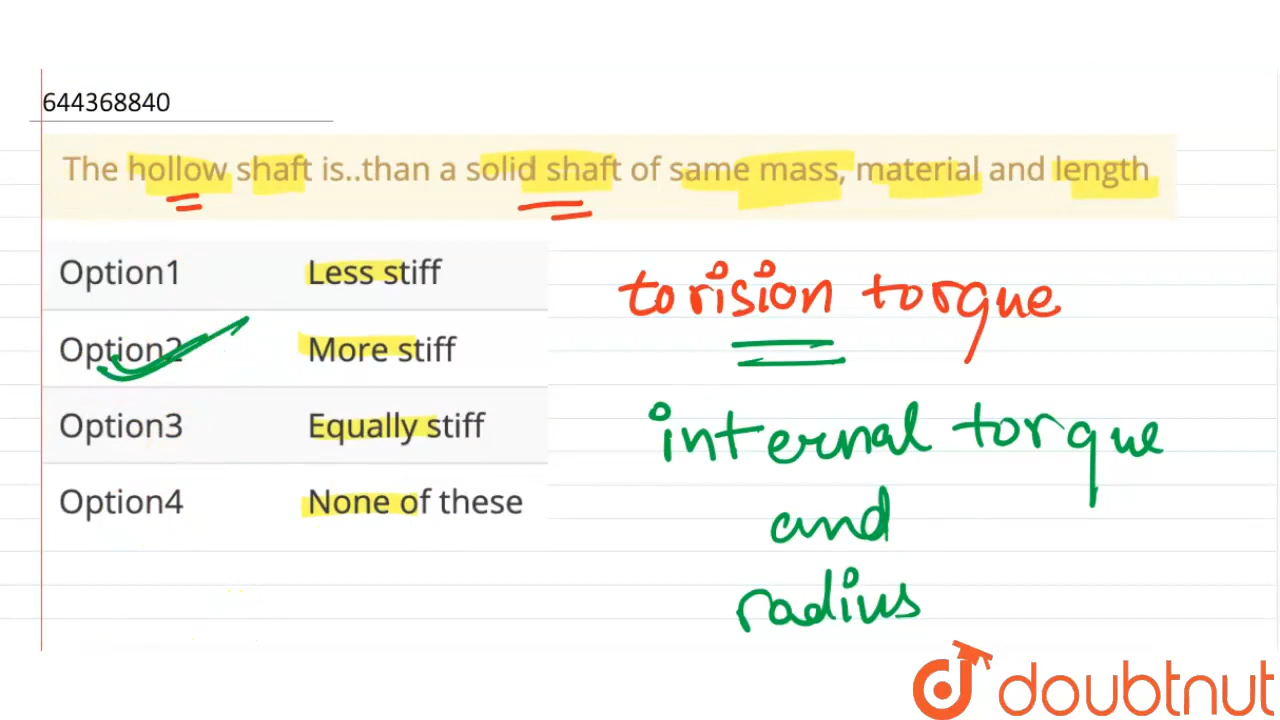 644368840
The hollow shaft is..than a solid shaft of same mass, material and length
Option1 Less stiff
Option2 More stiff
Option3 Equally stiff
Option4 None of these
torision torque
internal torque
and
radius
doubtnut